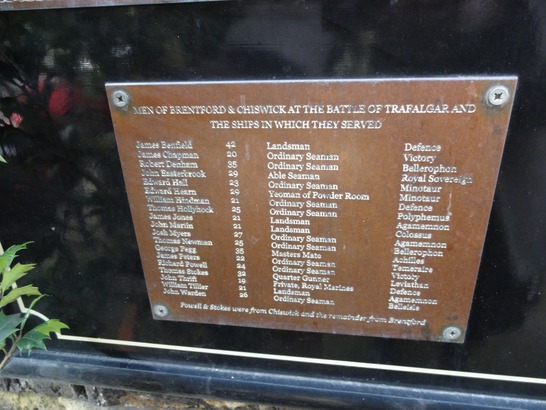 MEN OF BRENTFORD & CHISWICK AT THE BATTLE OF TRAFALGAR AND
THE SHIPS IN WHICH THEY SERVED
James Benfield 42 Landsman Defence
James Chapman 20 Ordinary Seaman Victory
Robert Denham 35 Ordinary Seaman Bellerophon
John Easterbrook 29 Able Seaman Royal Sovereign
Edward Hall 23 Ordinary Seaman Minotaur
Edward Hearn 29 Yeoman of Powder Room Minotaur
William Hindman 21 Ordinary Seaman Defence
Thomas Hollyhock 25 Ordinary Seaman Polyphemus
James Jones 21 Landsman Agamemnon
John Martin 21 Landsman Colossus
Josh Myers 27 Ordinary Seaman Agamemnon
Thomas Newman 25 Ordinary Seaman Bellerophon
George Pegg 35 Masters Mate Achilles
James Peters 22 Ordinary Seaman Temeraire
Richard Powell 24 Ordinary Seaman Victory
Thomas Stokes 32 Quarter Gunner Leviathan
John Thrift 19 Private, Royal Marines Defence
William Tiller 21 Landsman Agamemnon
John Warden 26 Ordinary Seaman Belleisle
Powell & Stokes were from Chiswick and the remainder from Brentford